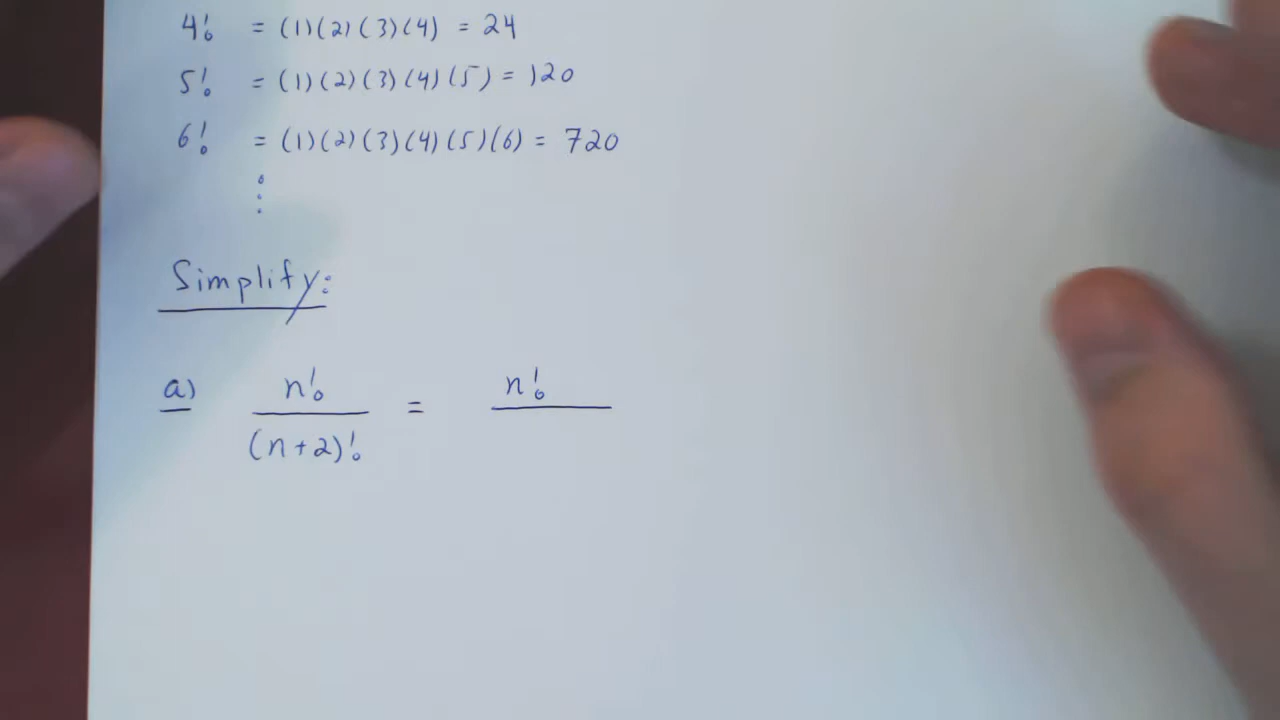 4! = (1)(2)(3)(4) = 24
5! = (1)(2)(3)(4)(5) = 120
6! = (1)(2)(3)(4)(5)(6) = 720
⋮
Simplify:
a) n!/(n+2)! = n!/